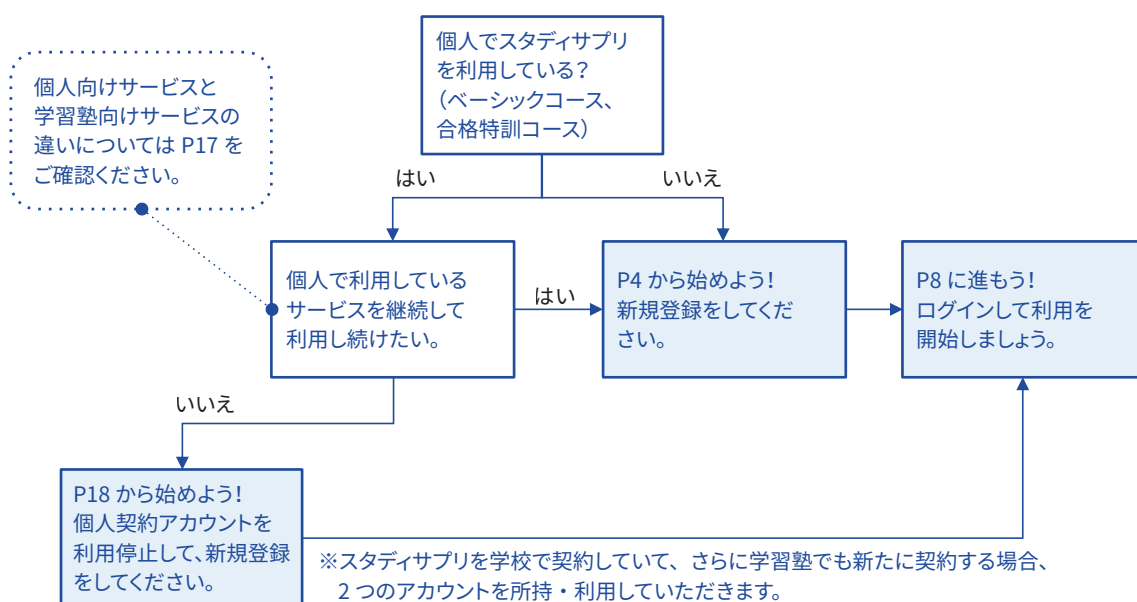 個人でスタディサプリ
を利用している？
（ベーシックコース、
合格特訓コース）
個人向けサービスと
学習塾向けサービスの
違いについては P17 を
ご確認ください。
はい
いいえ
個人で利用している
サービスを継続して
利用し続けたい。
はい
P4 から始めよう！
新規登録をしてくだ
さい。
P8 に進もう！
ログインして利用を
開始しましょう。
いいえ
P18 から始めよう！
個人契約アカウントを
利用停止して、新規登録
をしてください。
※スタディサプリを学校で契約していて、さらに学習塾でも新たに契約する場合、
2 つのアカウントを所持・利用していただきます。